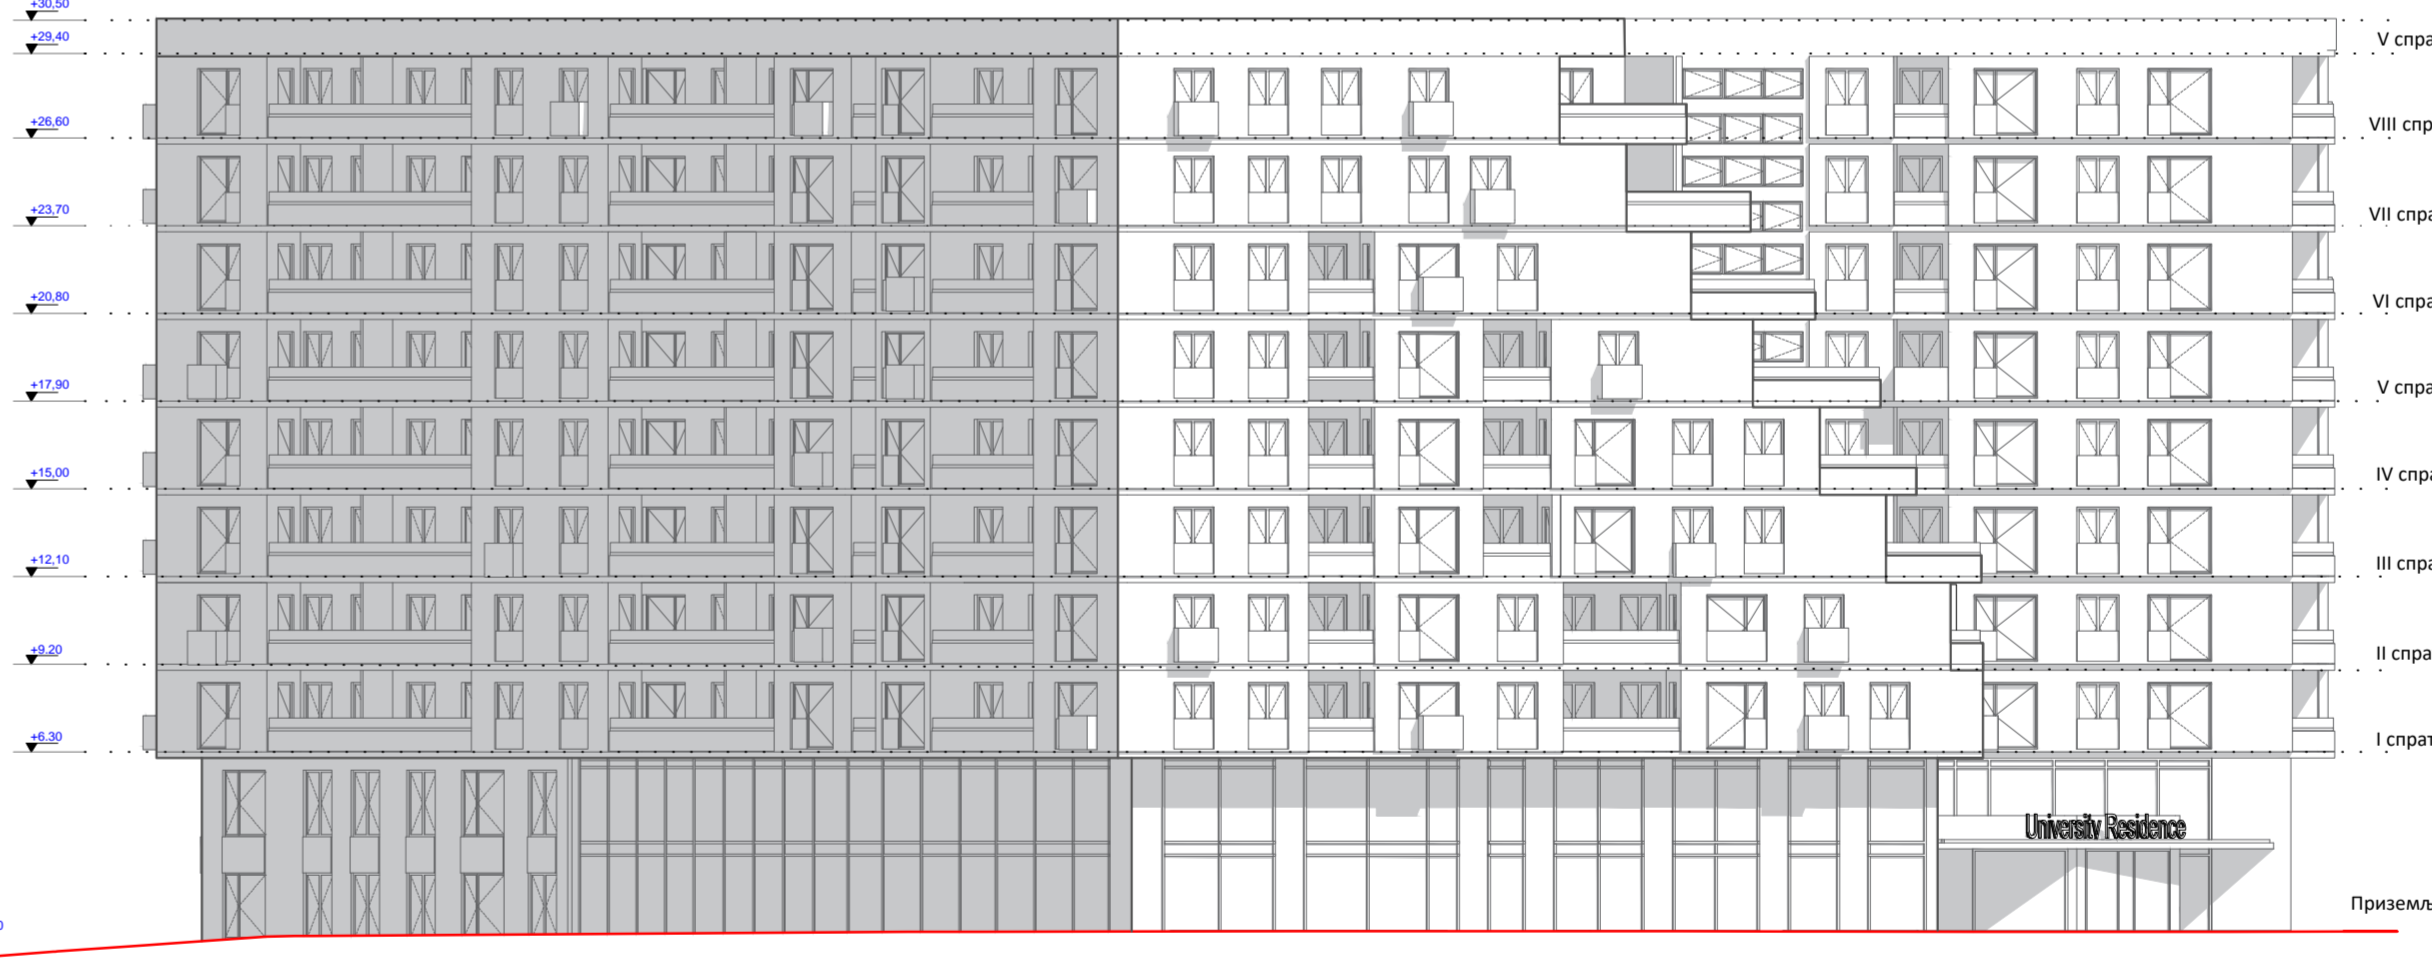 +30,50
+29,40
V спра
+26,60
VIII спр
+23,70
VII спра
+20,80
VI спра
+17,90
V спра
+15,00
IV спра
+12,10
III спра
+9.20
II спра
+6.30
I спрат
University Residence
Приземљ
0